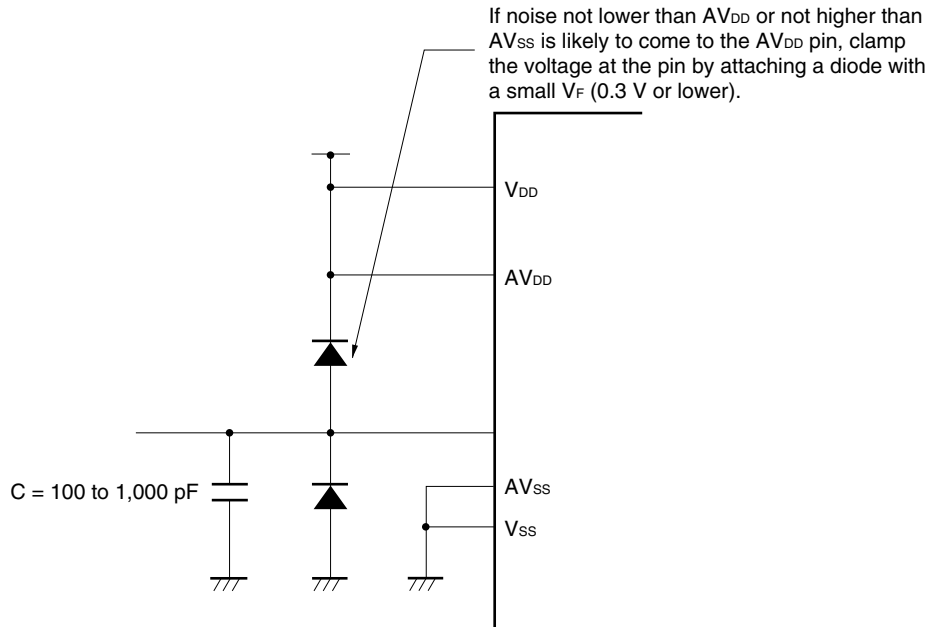 If noise not lower than AVDD or not higher than
AVSS is likely to come to the AVDD pin, clamp
the voltage at the pin by attaching a diode with
a small VF (0.3 V or lower).
VDD
AVDD
C = 100 to 1,000 pF
AVSS
VSS